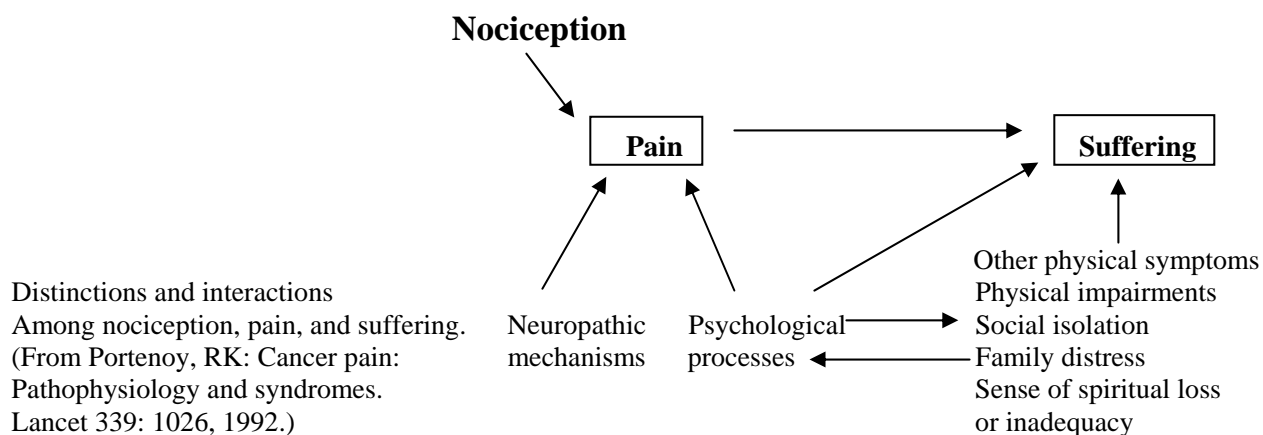 Nociception
Pain
Suffering
Distinctions and interactions
Among nociception, pain, and suffering.
(From Portenoy, RK: Cancer pain:
Pathophysiology and syndromes.
Lancet 339: 1026, 1992.)
Neuropathic
mechanisms
Psychological
processes
Other physical symptoms
Physical impairments
Social isolation
Family distress
Sense of spiritual loss
or inadequacy